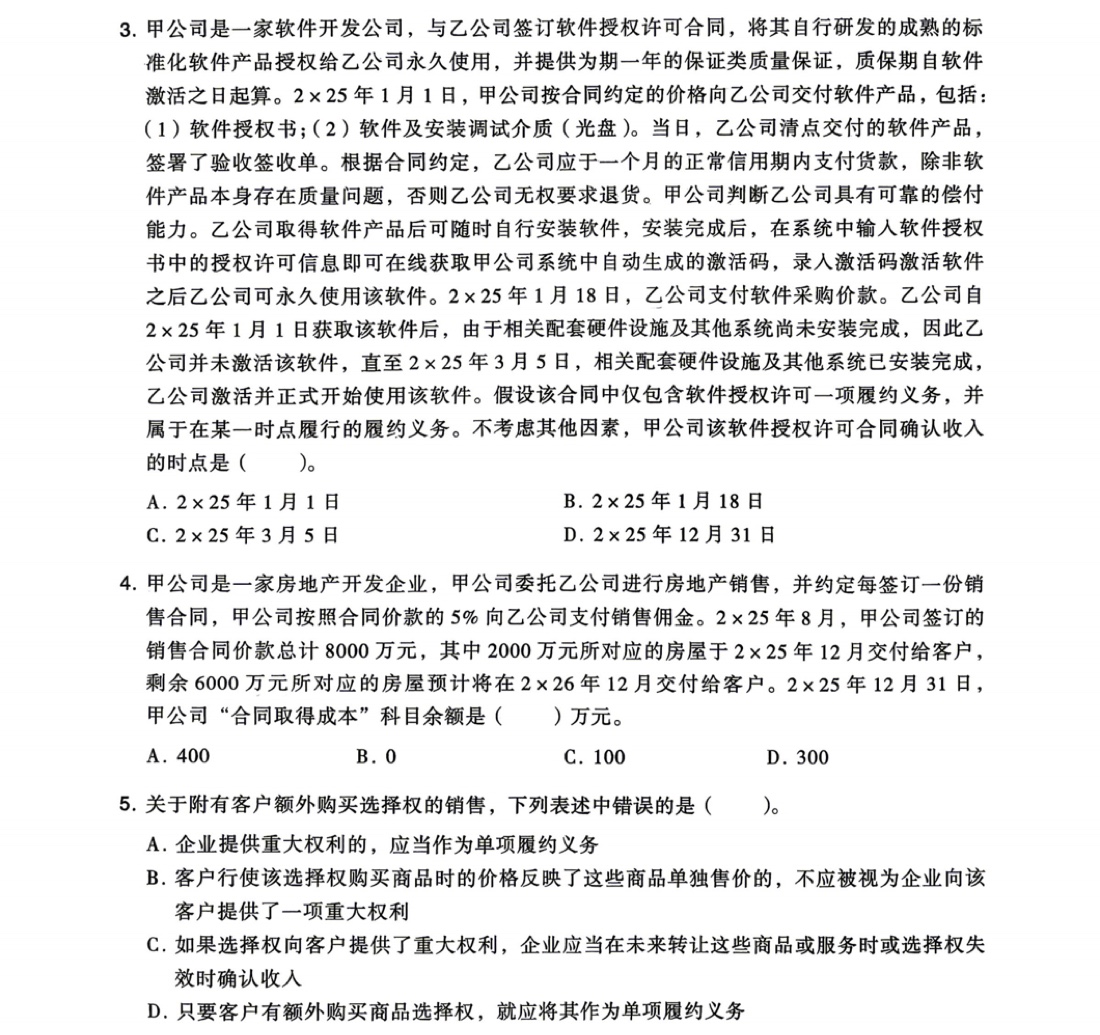 3. 甲公司是一家软件开发公司，与乙公司签订软件授权许可合同，将其自行研发的成熟的标
准化软件产品授权给乙公司永久使用，并提供为期一年的保证类质量保证，质保期自软件
激活之日起算。2×25 年 1 月 1 日，甲公司按合同约定的价格向乙公司交付软件产品，包括：
（1）软件授权书；（2）软件及安装调试介质（光盘）。当日，乙公司清点交付的软件产品，
签署了验收签收单。根据合同约定，乙公司应于一个月的正常信用期内支付货款，除非软
件产品本身存在质量问题，否则乙公司无权要求退货。甲公司判断乙公司具有可靠的偿付
能力。乙公司取得软件产品后可随时自行安装软件，安装完成后，在系统中输入软件授权
书中的授权许可信息即可在线获取甲公司系统中自动生成的激活码，录入激活码激活软件
之后乙公司可永久使用该软件。2×25 年 1 月 18 日，乙公司支付软件采购价款。乙公司自
2×25 年 1 月 1 日获取该软件后，由于相关配套硬件设施及其他系统尚未安装完成，因此乙
公司并未激活该软件，直至 2×25 年 3 月 5 日，相关配套硬件设施及其他系统已安装完成，
乙公司激活并正式开始使用该软件。假设该合同中仅包含软件授权许可一项履约义务，并
属于在某一时点履行的履约义务。不考虑其他因素，甲公司该软件授权许可合同确认收入
的时点是（　　）。
A. 2×25 年 1 月 1 日　　B. 2×25 年 1 月 18 日
C. 2×25 年 3 月 5 日　　D. 2×25 年 12 月 31 日
4. 甲公司是一家房地产开发企业，甲公司委托乙公司进行房地产销售，并约定每签订一份销
售合同，甲公司按照合同价款的 5% 向乙公司支付销售佣金。2×25 年 8 月，甲公司签订的
销售合同价款总计 8000 万元，其中 2000 万元所对应的房屋于 2×25 年 12 月交付给客户，
剩余 6000 万元所对应的房屋预计将在 2×26 年 12 月交付给客户。2×25 年 12 月 31 日，
甲公司“合同取得成本”科目余额是（　　）万元。
A. 400　　B. 0　　C. 100　　D. 300
5. 关于附有客户额外购买选择权的销售，下列表述中错误的是（　　）。
A. 企业提供重大权利的，应当作为单项履约义务
B. 客户行使该选择权购买商品时的价格反映了这些商品单独售价的，不应被视为企业向该
客户提供了一项重大权利
C. 如果选择权向客户提供了重大权利，企业应当在未来转让这些商品或服务时或选择权失
效时确认收入
D. 只要客户有额外购买商品选择权，就应将其作为单项履约义务